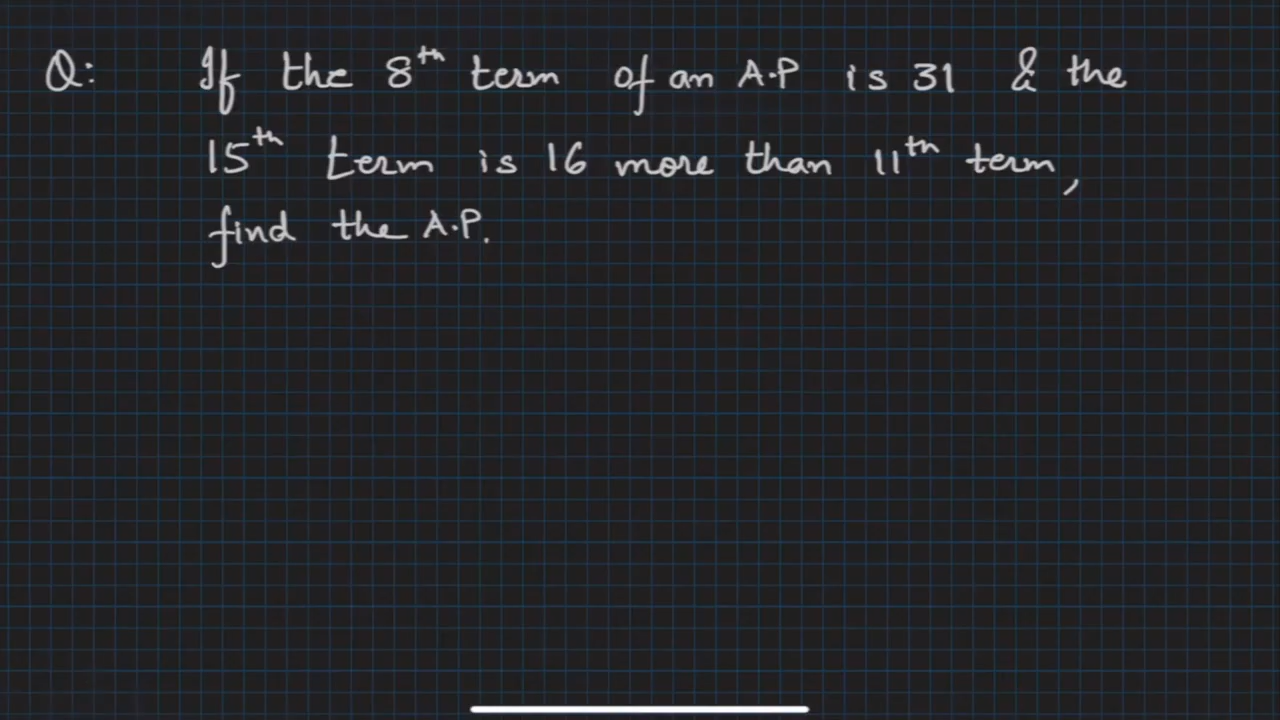 Q: If the 8th term of an A.P is 31 & the
15th term is 16 more than 11th term,
find the A.P.